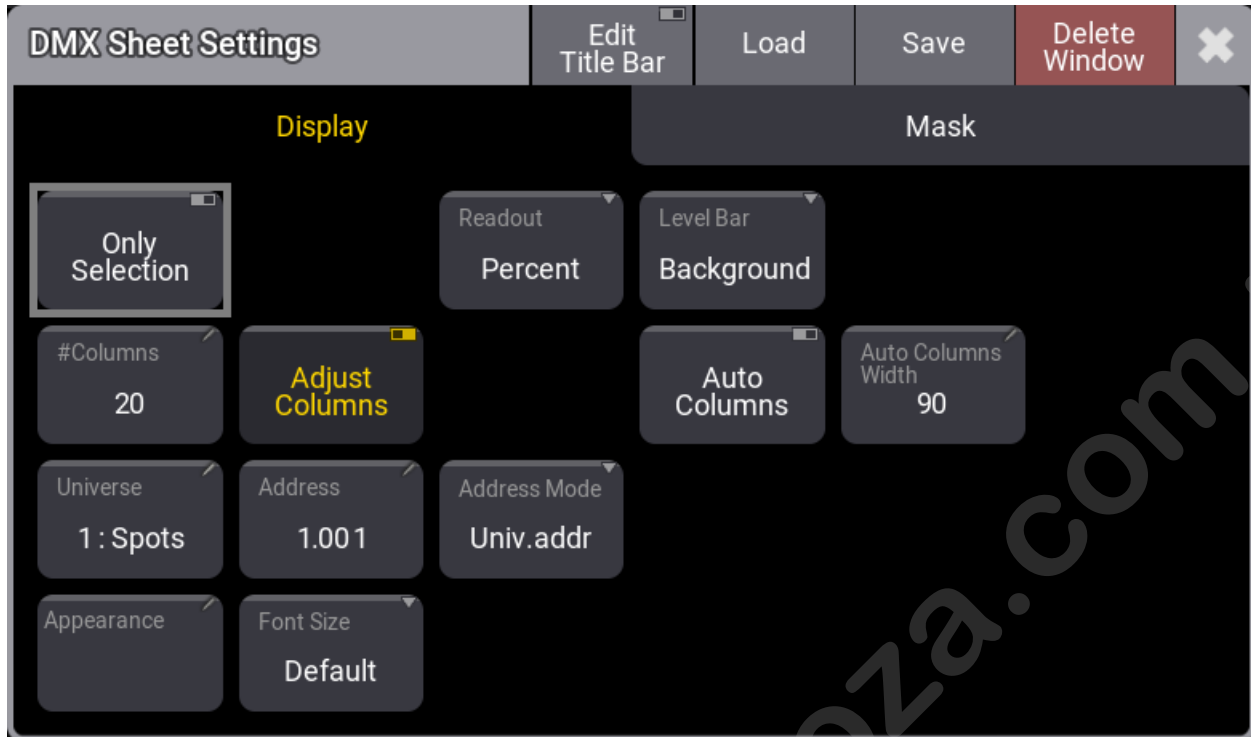 DMX Sheet Settings
Edit
Title Bar
Load
Save
Delete
Window
Display
Mask
Only
Selection
Readout
Percent
Level Bar
Background
#Columns
20
Adjust
Columns
Auto
Columns
Auto Columns
Width
90
Universe
1 : Spots
Address
1.001
Address Mode
Univ.addr
Appearance
Font Size
Default
oza.com